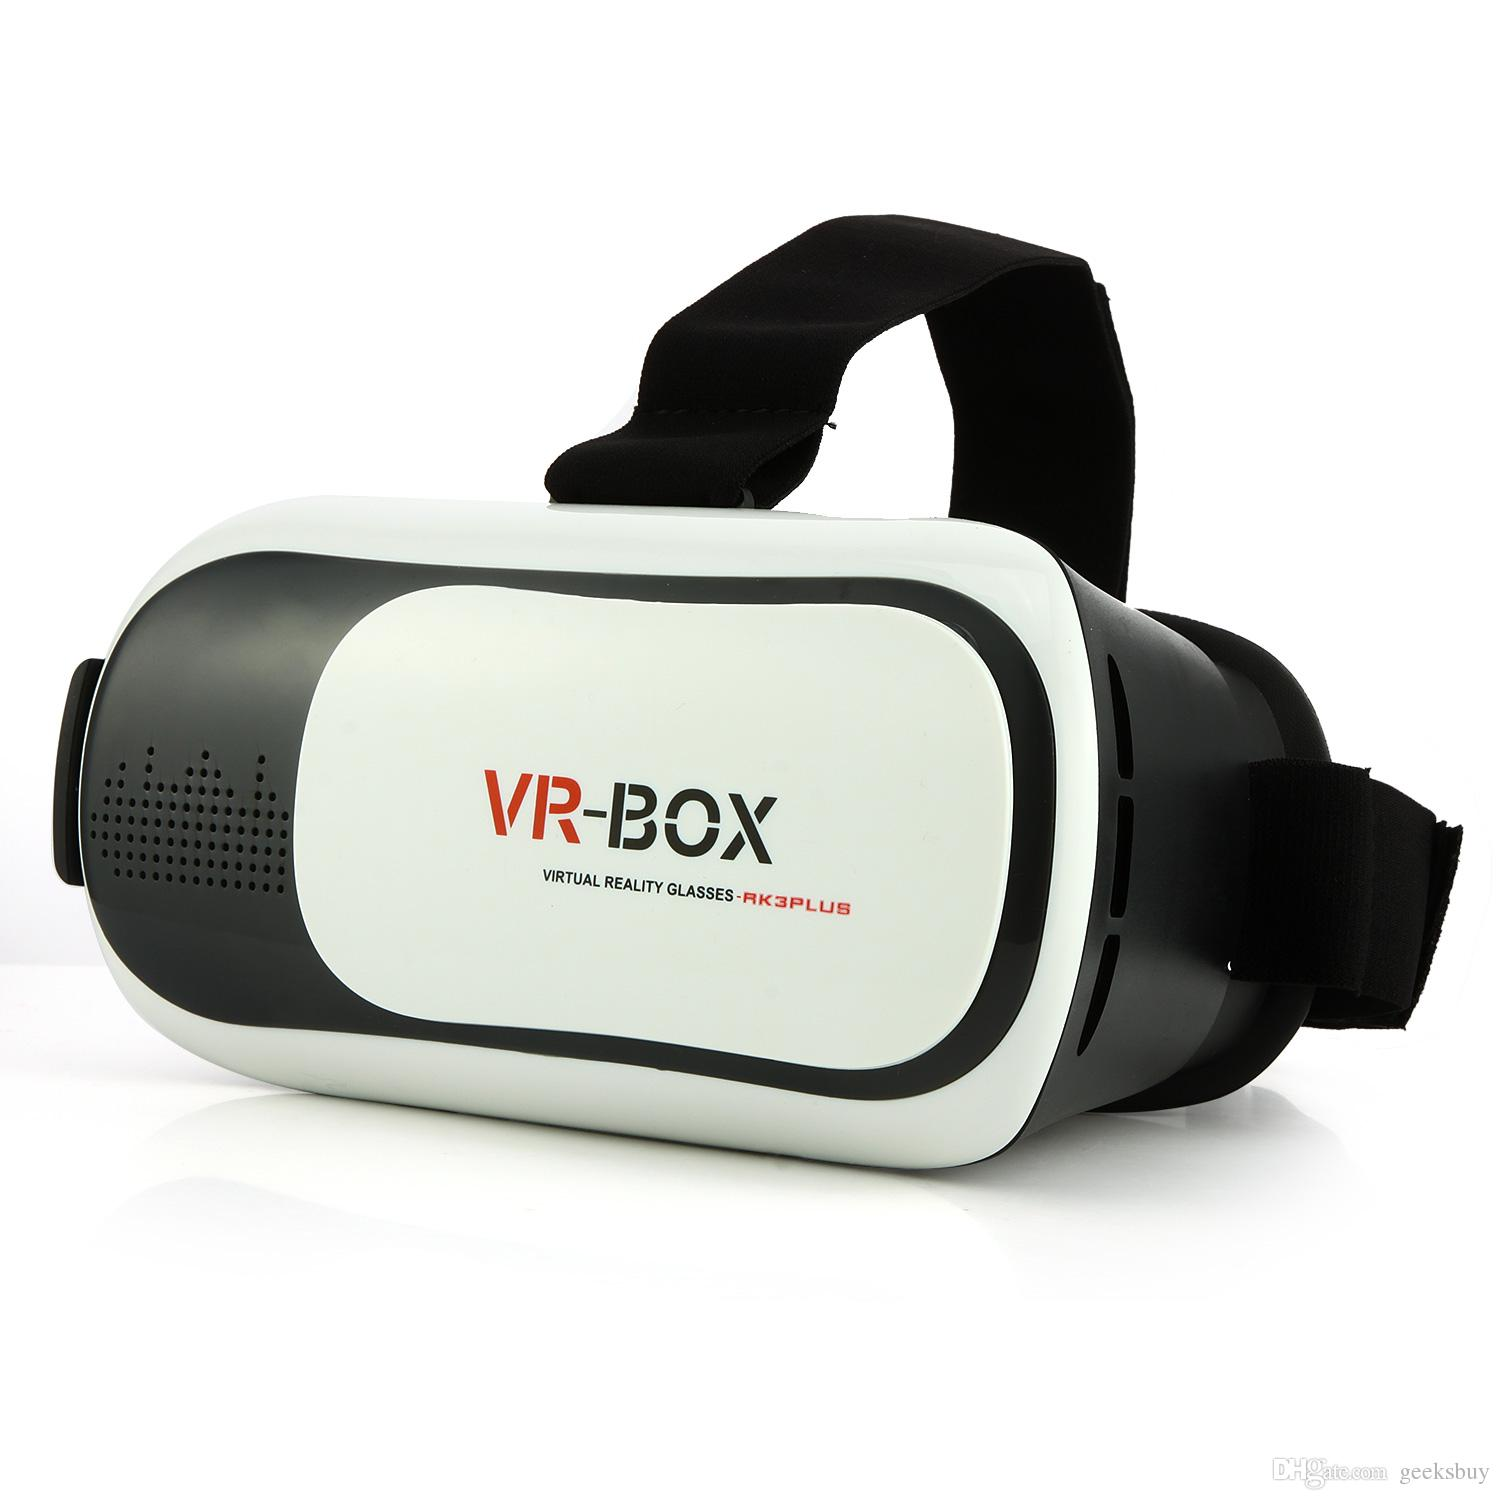 VR-BOX
VIRTUAL REALITY GLASSES-RK3PLUS
DHgate.com geeksbuy